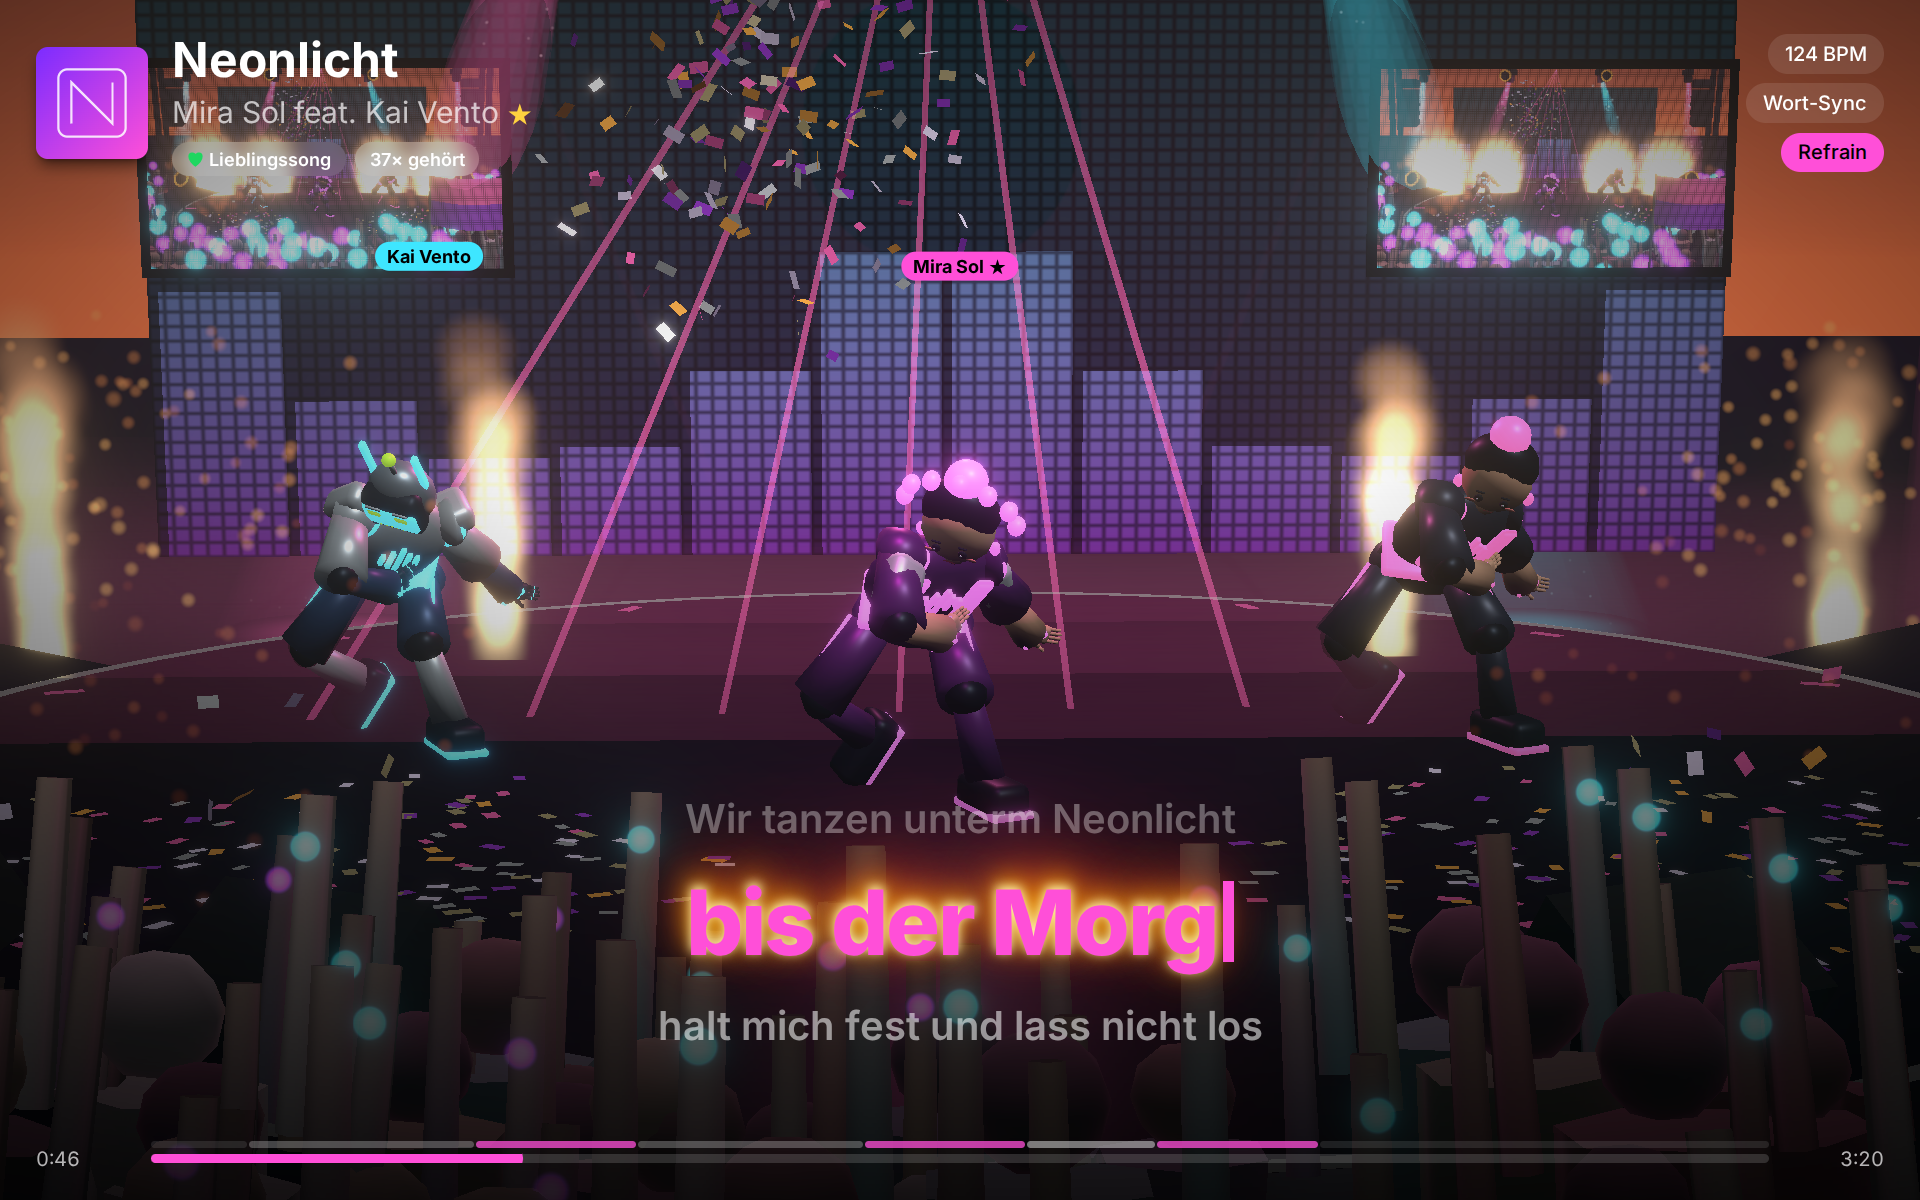 N
Neonlicht
Mira Sol feat. Kai Vento ★
Lieblingssong
37× gehört
124 BPM
Wort-Sync
Refrain
Kai Vento
Mira Sol ★
Wir tanzen unterm Neonlicht
bis der Morg
halt mich fest und lass nicht los
0:46
3:20